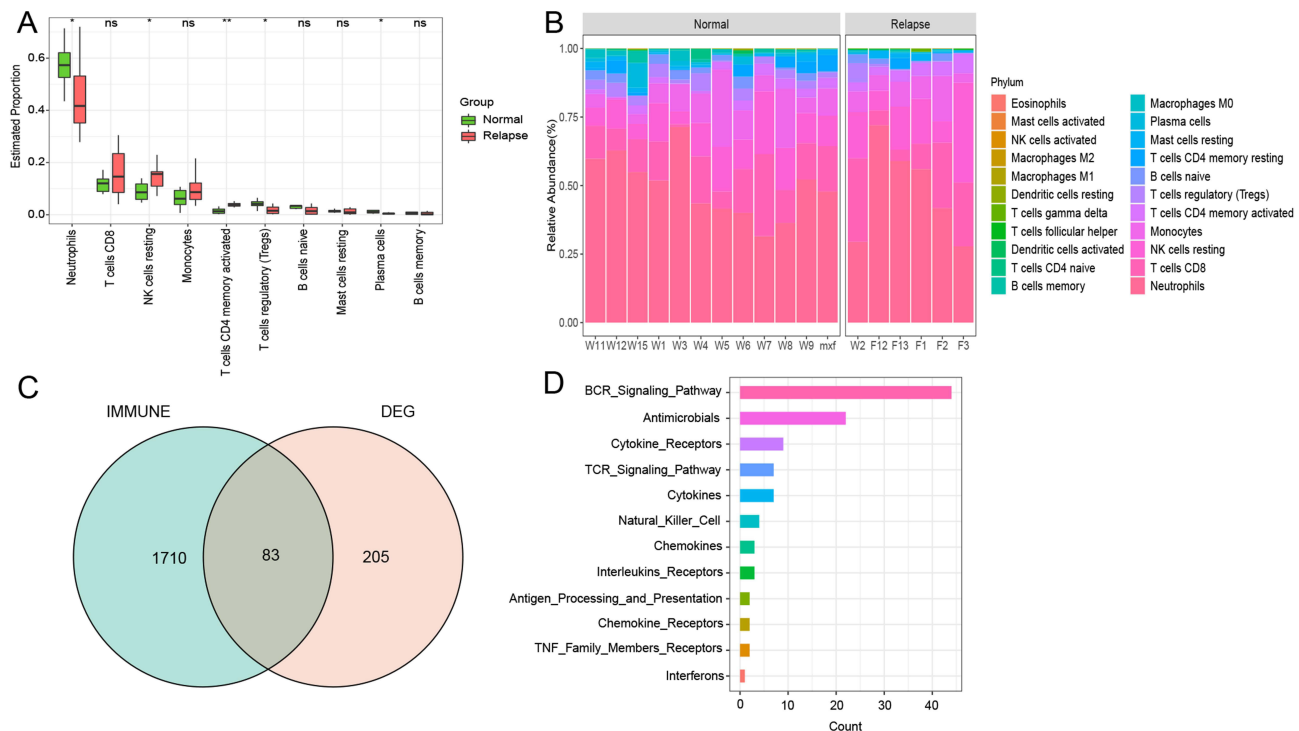 A
* ns * ns ** * ns ns * ns
Estimated Proportion
0.6
0.4
0.2
0.0
Neutrophils
T cells CD8
NK cells resting
Monocytes
T cells CD4 memory activated
T cells regulatory (Tregs)
B cells naive
Mast cells resting
Plasma cells
B cells memory
Group
Normal
Relapse
B
Normal Relapse
Relative Abundance(%)
1.00
0.75
0.50
0.25
0.00
W11 W12 W15 W1 W3 W4 W5 W6 W7 W8 W9 mxf W2 F12 F13 F1 F2 F3
Phylum
Eosinophils
Mast cells activated
NK cells activated
Macrophages M2
Macrophages M1
Dendritic cells resting
T cells gamma delta
T cells follicular helper
Dendritic cells activated
T cells CD4 naive
B cells memory
Macrophages M0
Plasma cells
Mast cells resting
T cells CD4 memory resting
B cells naive
T cells regulatory (Tregs)
T cells CD4 memory activated
Monocytes
NK cells resting
T cells CD8
Neutrophils
C
IMMUNE DEG
1710 83 205
D
BCR_Signaling_Pathway
Antimicrobials
Cytokine_Receptors
TCR_Signaling_Pathway
Cytokines
Natural_Killer_Cell
Chemokines
Interleukins_Receptors
Antigen_Processing_and_Presentation
Chemokine_Receptors
TNF_Family_Members_Receptors
Interferons
0 10 20 30 40
Count